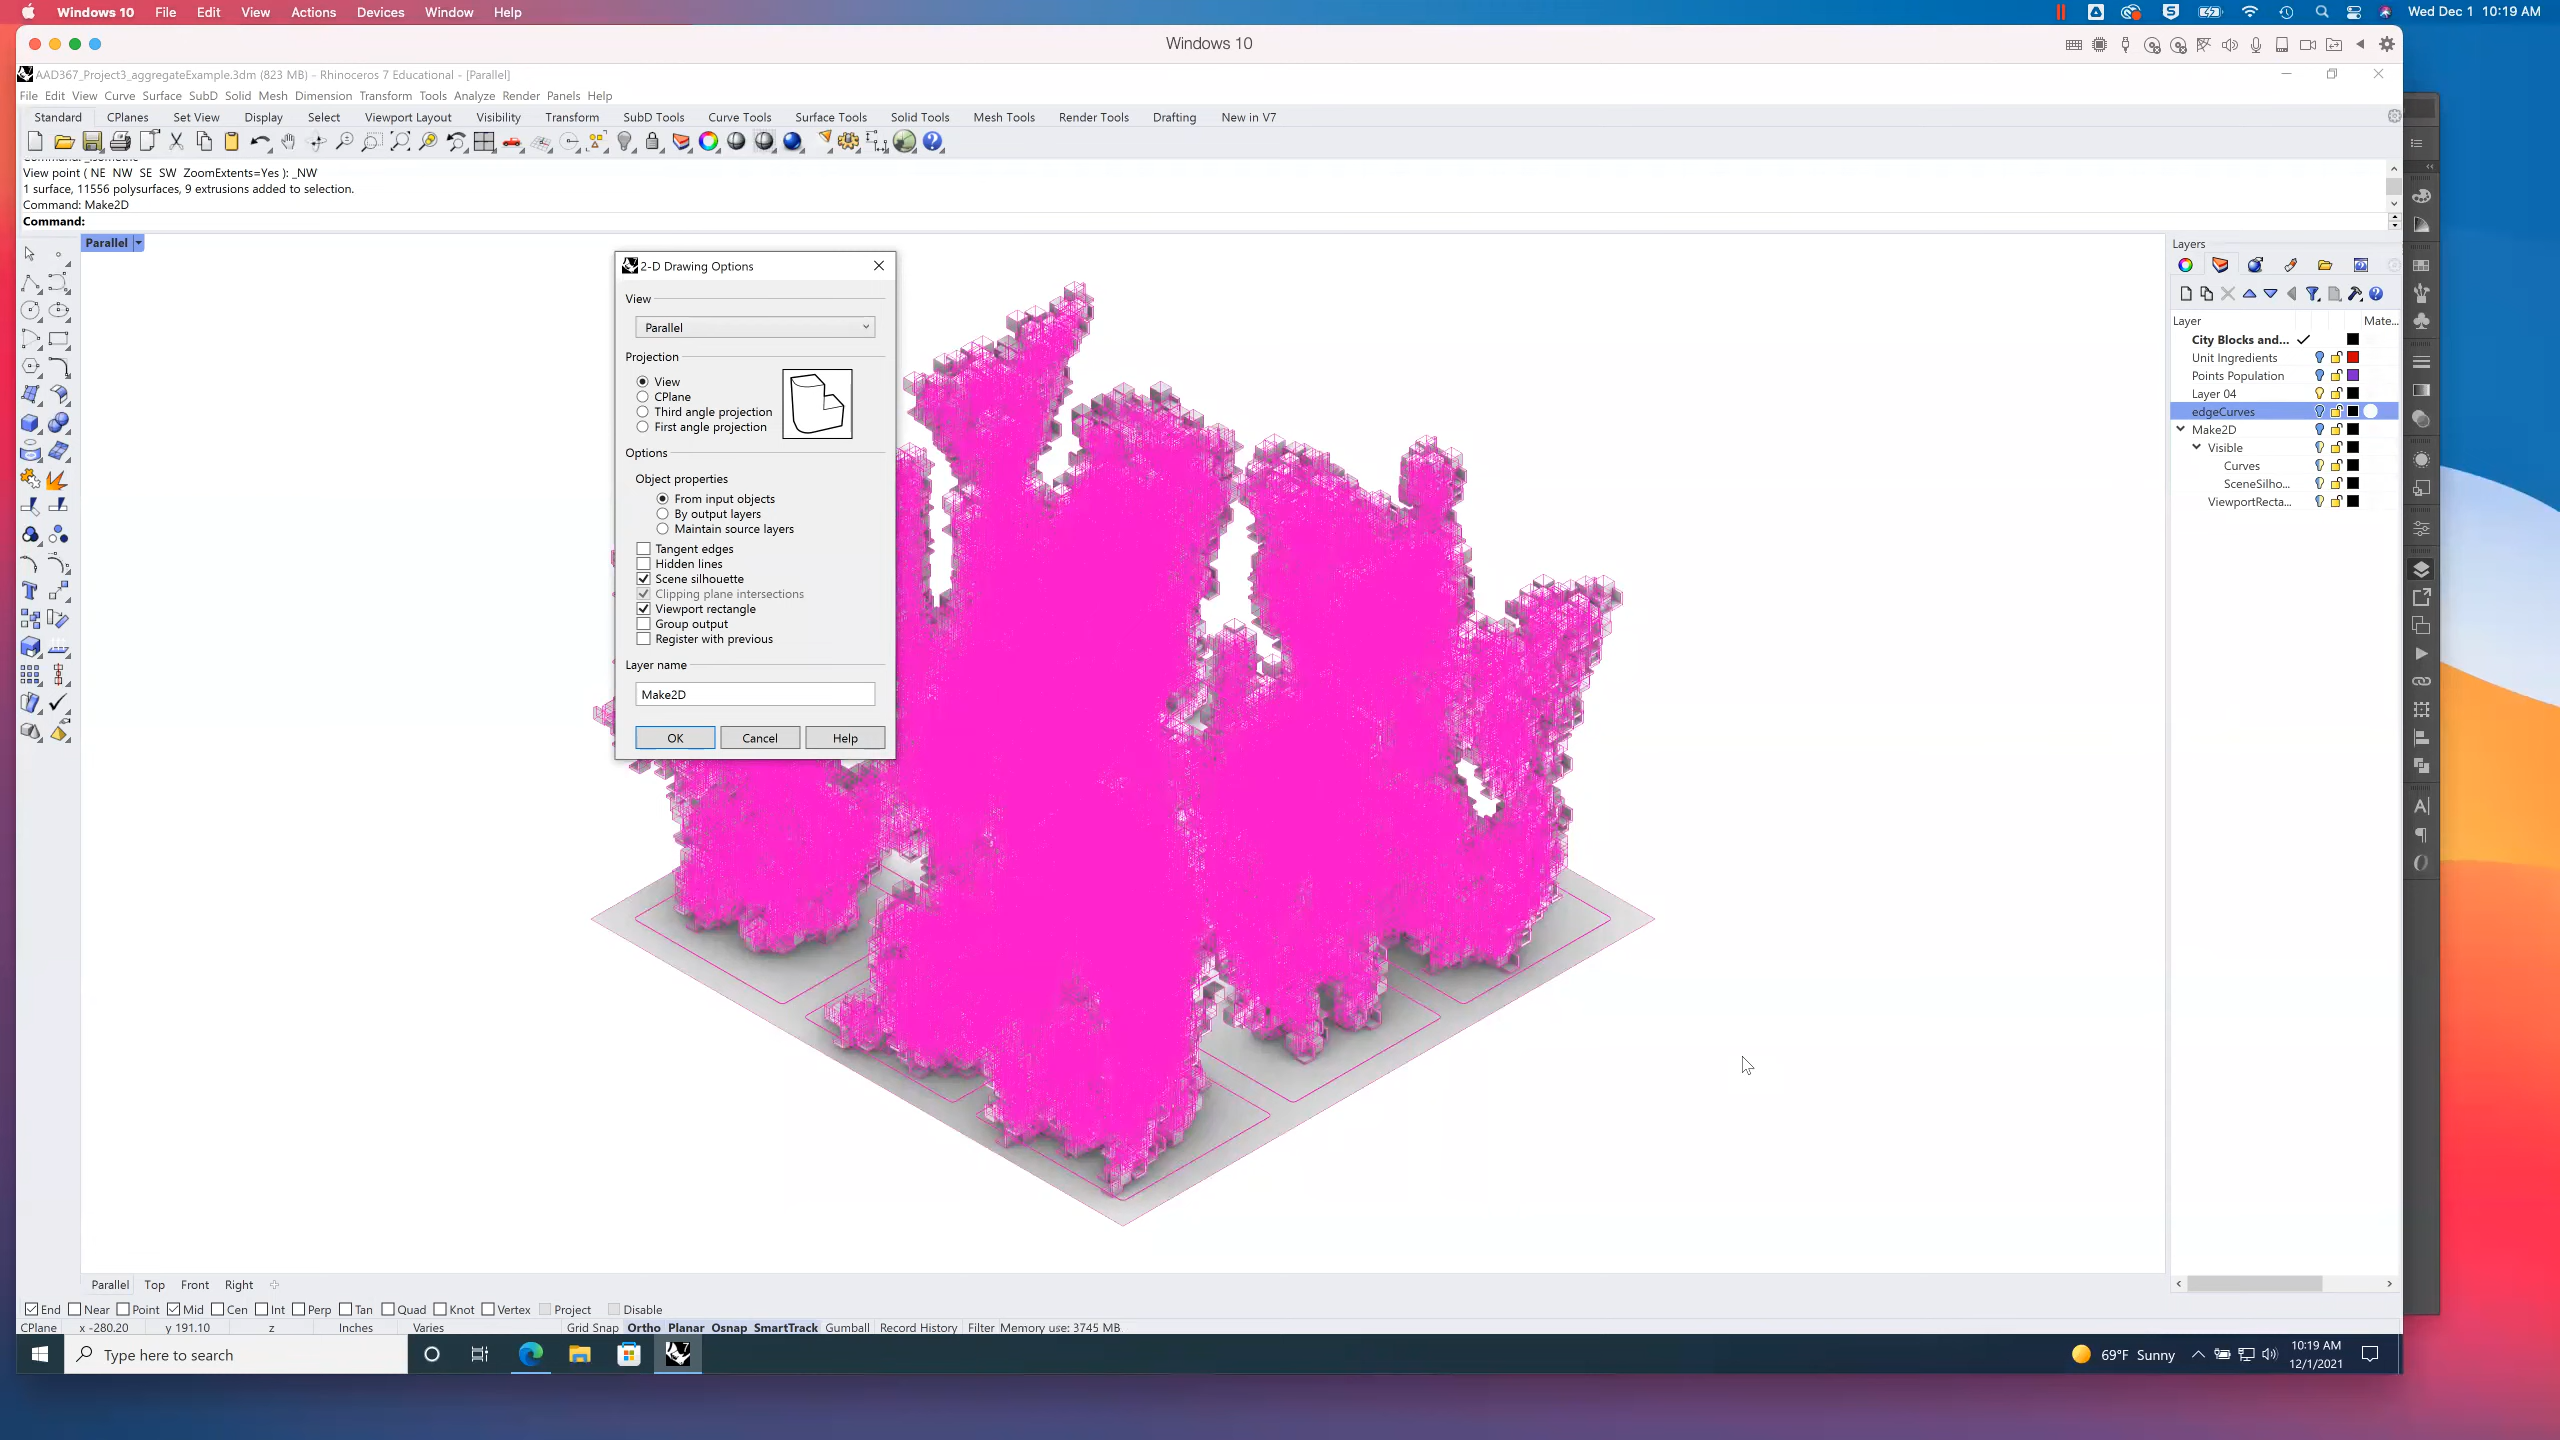 Windows 10 File Edit View Actions Devices Window Help
Wed Dec 1 10:19 AM
Windows 10
AAD367_Project3_aggregateExample.3dm (823 MB) - Rhinoceros 7 Educational - [Parallel]
File Edit View Curve Surface SubD Solid Mesh Dimension Transform Tools Analyze Render Panels Help
Standard CPlanes Set View Display Select Viewport Layout Visibility Transform SubD Tools Curve Tools Surface Tools Solid Tools Mesh Tools Render Tools Drafting New in V7
View point ( NE NW SE SW ZoomExtents=Yes ): _NW
1 surface, 11556 polysurfaces, 9 extrusions added to selection.
Command: Make2D
Command:
Parallel
2-D Drawing Options
View
Parallel
Projection
View
CPlane
Third angle projection
First angle projection
Options
Object properties
From input objects
By output layers
Maintain source layers
Tangent edges
Hidden lines
Scene silhouette
Clipping plane intersections
Viewport rectangle
Group output
Register with previous
Layer name
Make2D
OK Cancel Help
Layers
Layer Mate...
City Blocks and...
Unit Ingredients
Points Population
Layer 04
edgeCurves
Make2D
Visible
Curves
SceneSilho...
ViewportRecta...
Parallel Top Front Right
End Near Point Mid Cen Int Perp Tan Quad Knot Vertex Project Disable
CPlane x -280.20 y 191.10 z Inches Varies Grid Snap Ortho Planar Osnap SmartTrack Gumball Record History Filter Memory use: 3745 MB
Type here to search
69°F Sunny
10:19 AM
12/1/2021